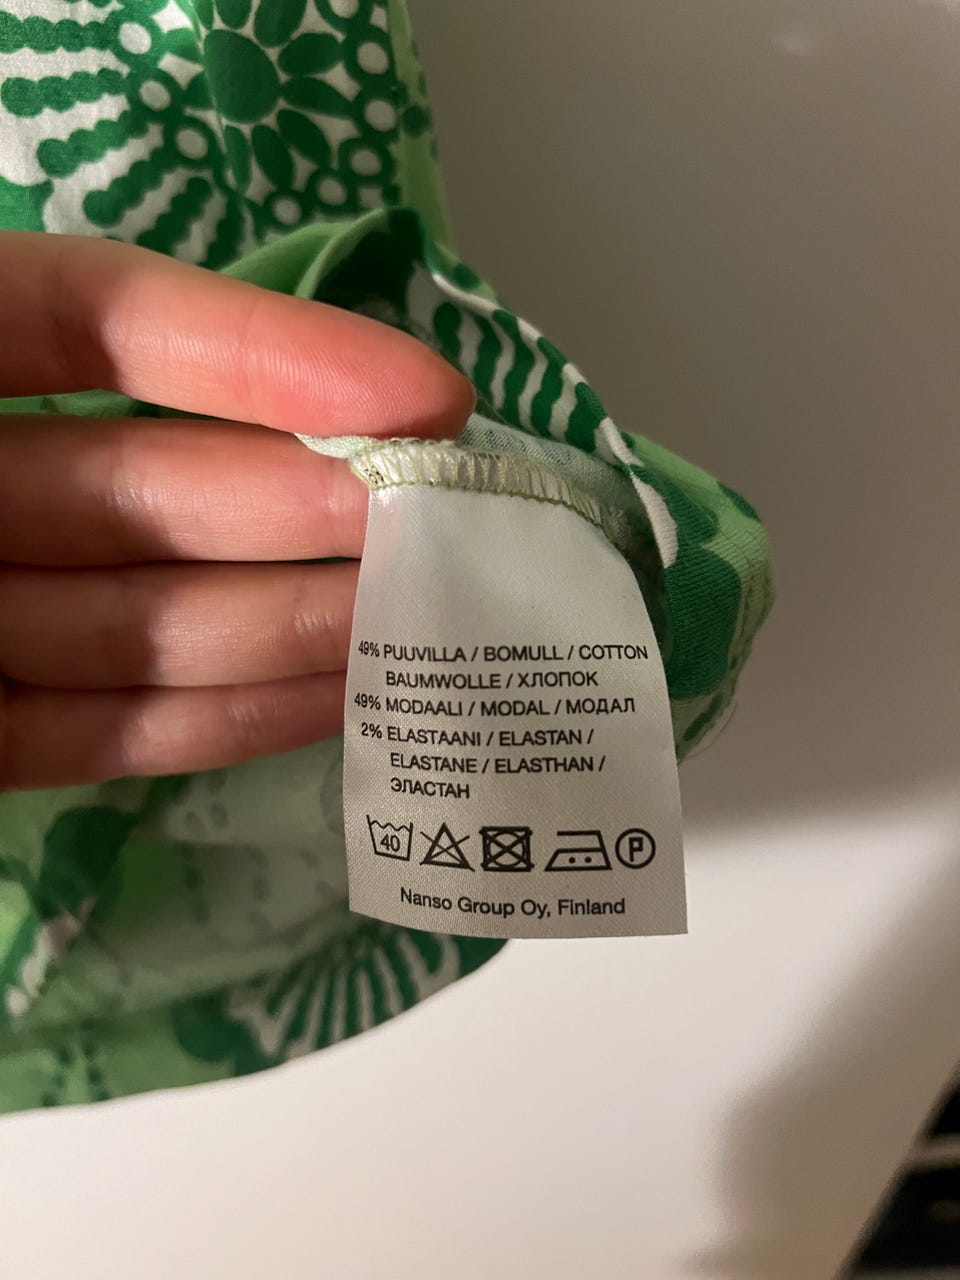 49% PUUVILLA / BOMULL / COTTON
BAUMWOLLE / ХЛОПОК
49% MODAALI / MODAL / МОДАЛ
2% ELASTAANI / ELASTAN /
ELASTANE / ELASTHAN /
ЭЛАСТАН
40 P
Nanso Group Oy, Finland